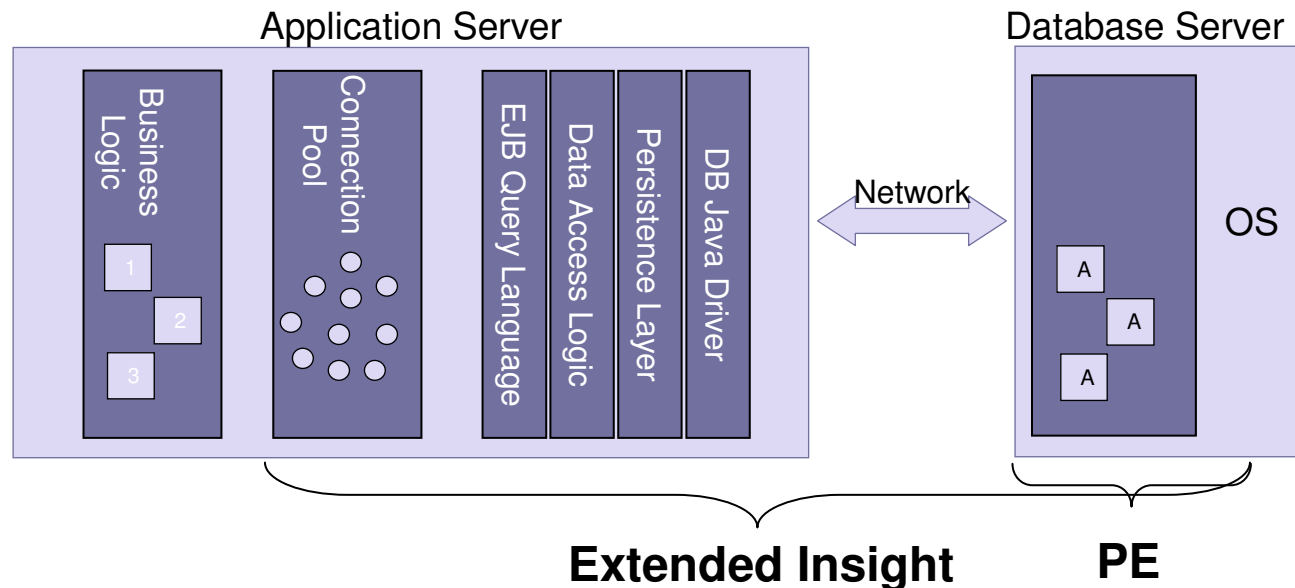 Application Server
Database Server
Business
Logic
1
2
3
Connection
Pool
EJB Query Language
Data Access Logic
Persistence Layer
DB Java Driver
Network
A
A
A
OS
Extended Insight
PE